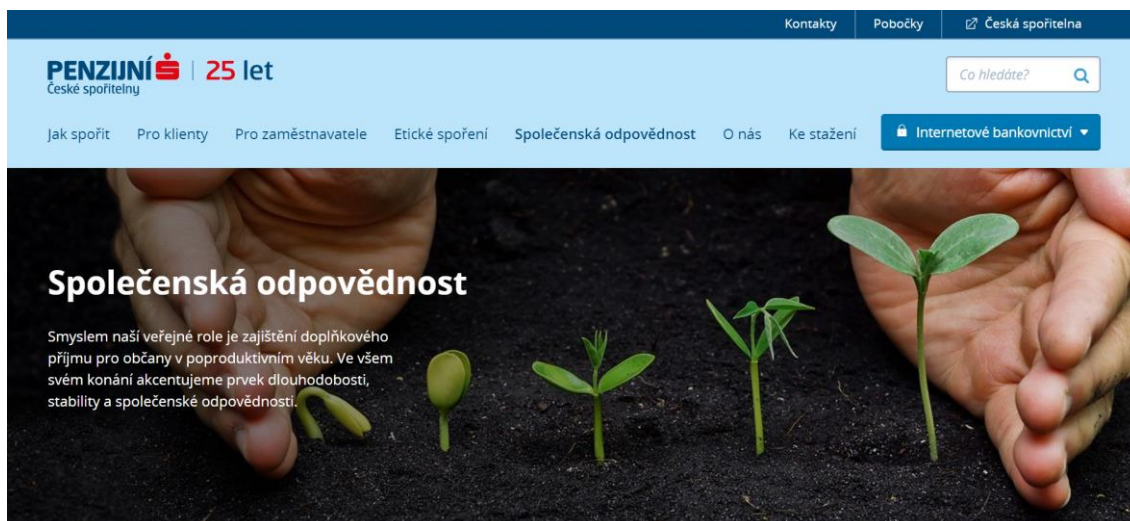 Kontakty
Pobočky
Česká spořitelna
PENZIJNÍ | 25 let
České spořitelny
Co hledáte?
Jak spořit Pro klienty Pro zaměstnavatele Etické spoření Společenská odpovědnost O nás Ke stažení Internetové bankovnictví
Společenská odpovědnost
Smyslem naší veřejné role je zajištění doplňkového
příjmu pro občany v poproduktivním věku. Ve všem
svém konání akcentujeme prvek dlouhodobosti,
stability a společenské odpovědnosti.